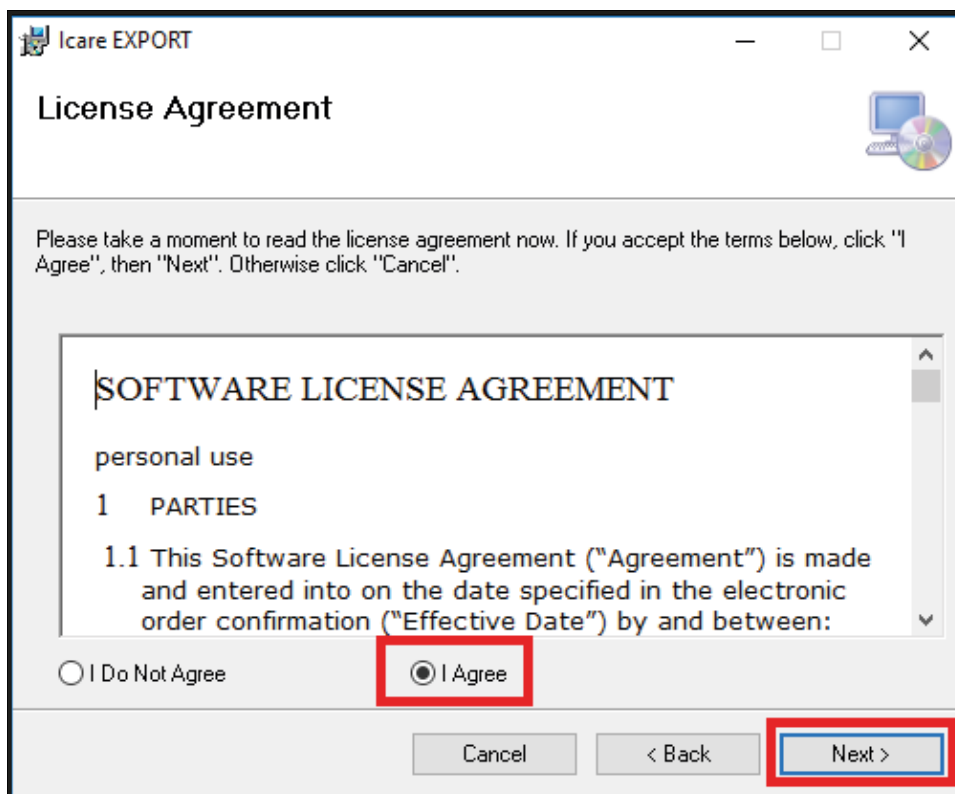 Icare EXPORT
License Agreement
Please take a moment to read the license agreement now. If you accept the terms below, click "I
Agree", then "Next". Otherwise click "Cancel".
SOFTWARE LICENSE AGREEMENT
personal use
1 PARTIES
1.1 This Software License Agreement (“Agreement”) is made
and entered into on the date specified in the electronic
order confirmation (“Effective Date”) by and between:
I Do Not Agree
I Agree
Cancel
< Back
Next >